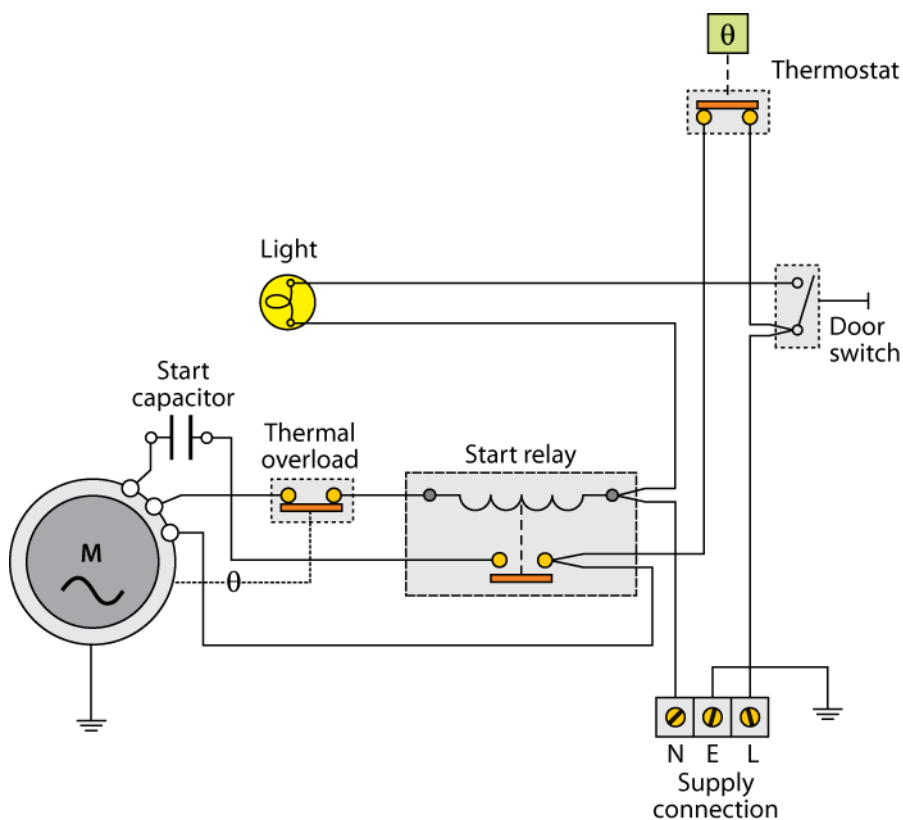 θ
Thermostat
Light
Door
switch
Start
capacitor
Thermal
overload
Start relay
M
θ
N E L
Supply
connection